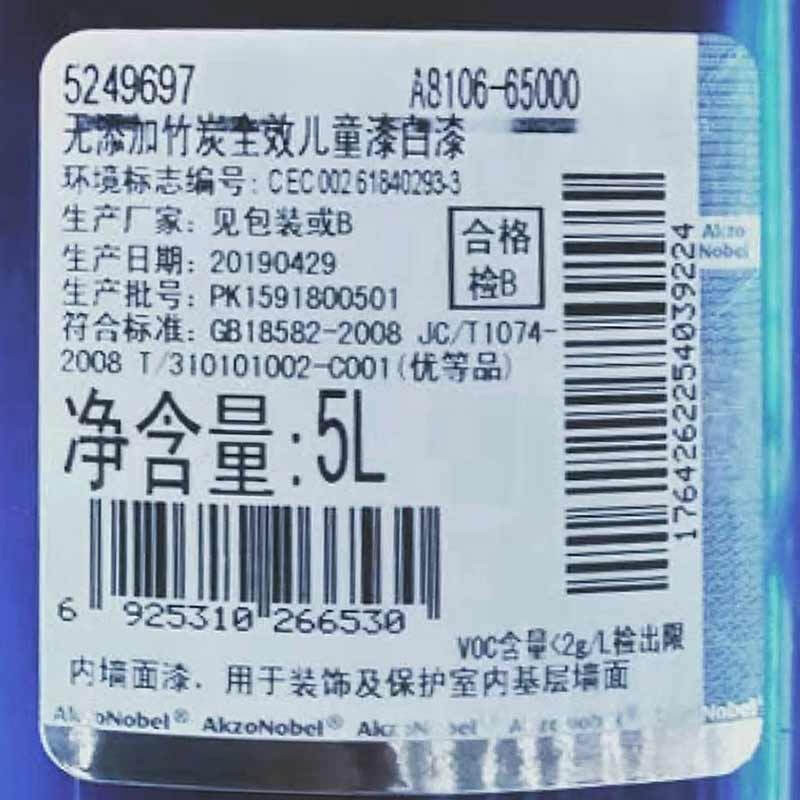 5249697 A8106-65000
无添加竹炭全效儿童漆白漆
环境标志编号: CEC00261840293-3
生产厂家: 见包装或B
合格
检B
生产日期: 20190429
生产批号: PK1591800501
符合标准: GB18582-2008 JC/T1074-
2008 T/310101002-C001(优等品)
净含量:5L
6 925310 266530
1764262254039224
VOC含量<2g/L检出限
内墙面漆. 用于装饰及保护室内基层墙面
AkzoNobel® AkzoNobel® AkzoNobel
Akzo
Nobel
Nobel